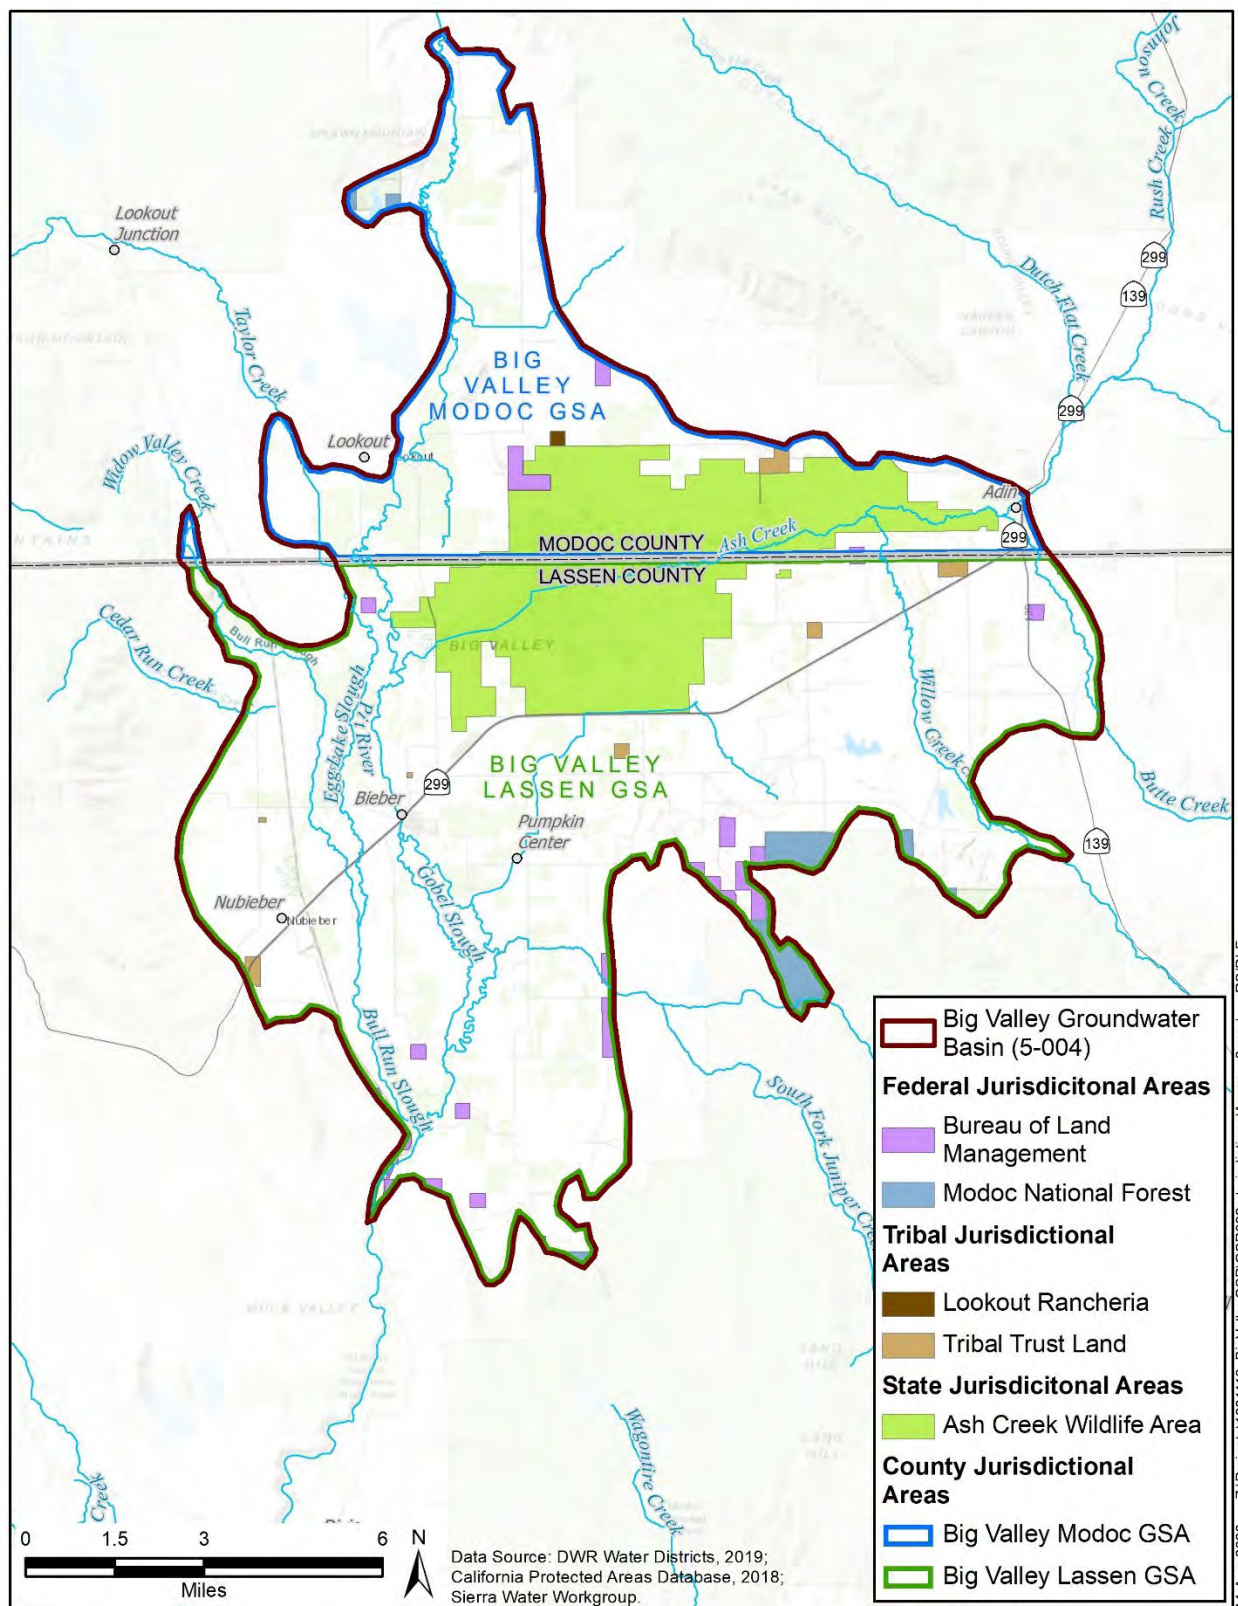 Johnson Creek
Rush Creek
Lookout
Junction
299
139
Dutch Flat Creek
Taylor Creek
BIG
VALLEY
MODOC GSA
299
Lookout
Widow Valley Creek
Adin
Ash Creek
299
MODOC COUNTY
LASSEN COUNTY
Cedar Run Creek
Bull Run Slough
BIG VALLEY
Egg Lake Slough
Pit River
Willow Creek
BIG VALLEY
LASSEN GSA
299
Bieber
Pumpkin
Center
Butte Creek
139
Gobel Slough
Nubieber
Nubieber
Bull Run Slough
South Fork Juniper Creek
MUCK VALLEY
Wagontire Creek
Creek
Big Valley Groundwater
Basin (5-004)
Federal Jurisdicitonal Areas
Bureau of Land
Management
Modoc National Forest
Tribal Jurisdictional
Areas
Lookout Rancheria
Tribal Trust Land
State Jurisdicitonal Areas
Ash Creek Wildlife Area
County Jurisdictional
Areas
Big Valley Modoc GSA
Big Valley Lassen GSA
0 1.5 3 6
Miles
N
Data Source: DWR Water Districts, 2019;
California Protected Areas Database, 2018;
Sierra Water Workgroup.